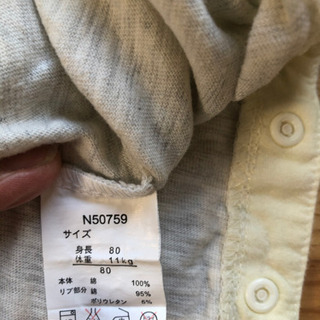 N50759
サイズ
身長 80
体重 11kg
80
本体 綿 100%
リブ部分 綿 95%
ポリウレタン 6%